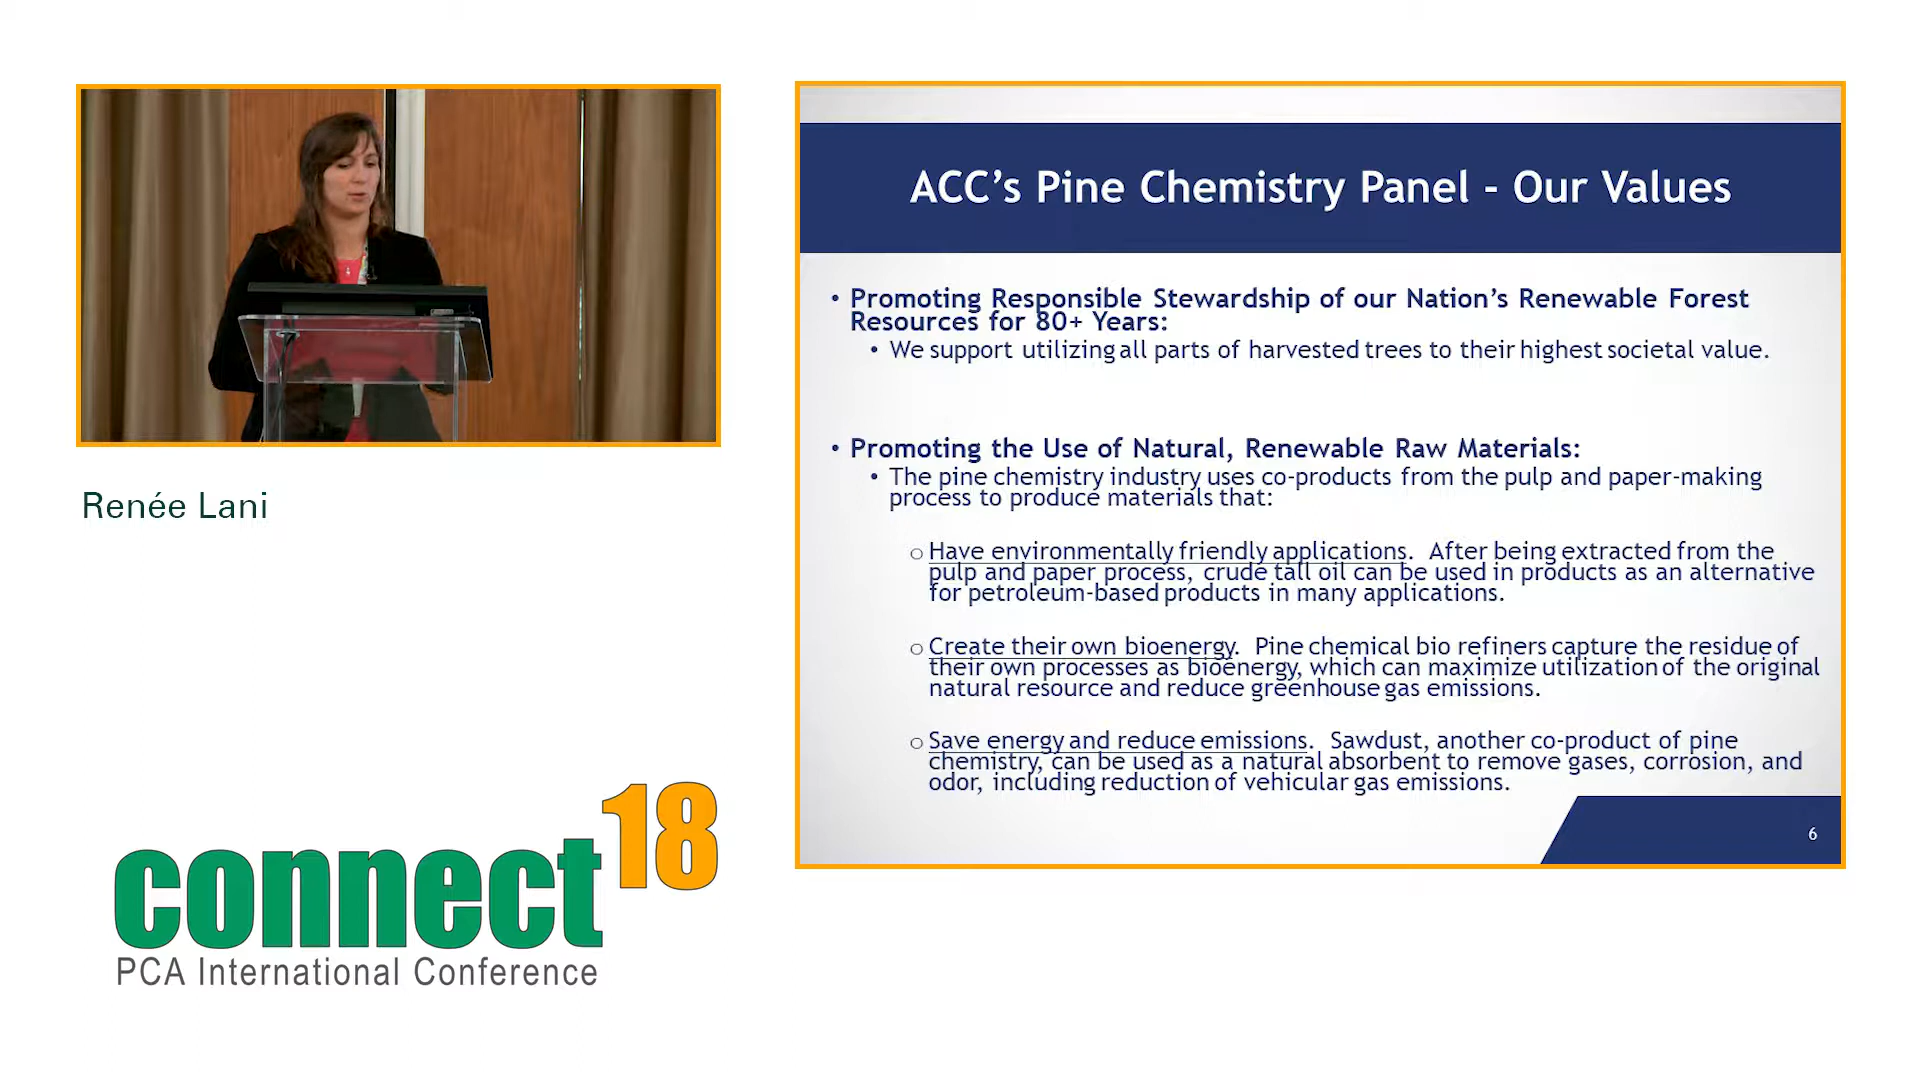 Renée Lani
connect18
PCA International Conference
ACC's Pine Chemistry Panel - Our Values
• Promoting Responsible Stewardship of our Nation's Renewable Forest
Resources for 80+ Years:
• We support utilizing all parts of harvested trees to their highest societal value.
• Promoting the Use of Natural, Renewable Raw Materials:
• The pine chemistry industry uses co-products from the pulp and paper-making
process to produce materials that:
o Have environmentally friendly applications. After being extracted from the
pulp and paper process, crude tall oil can be used in products as an alternative
for petroleum-based products in many applications.
o Create their own bioenergy. Pine chemical bio refiners capture the residue of
their own processes as bioenergy, which can maximize utilization of the original
natural resource and reduce greenhouse gas emissions.
o Save energy and reduce emissions. Sawdust, another co-product of pine
chemistry, can be used as a natural absorbent to remove gases, corrosion, and
odor, including reduction of vehicular gas emissions.
6